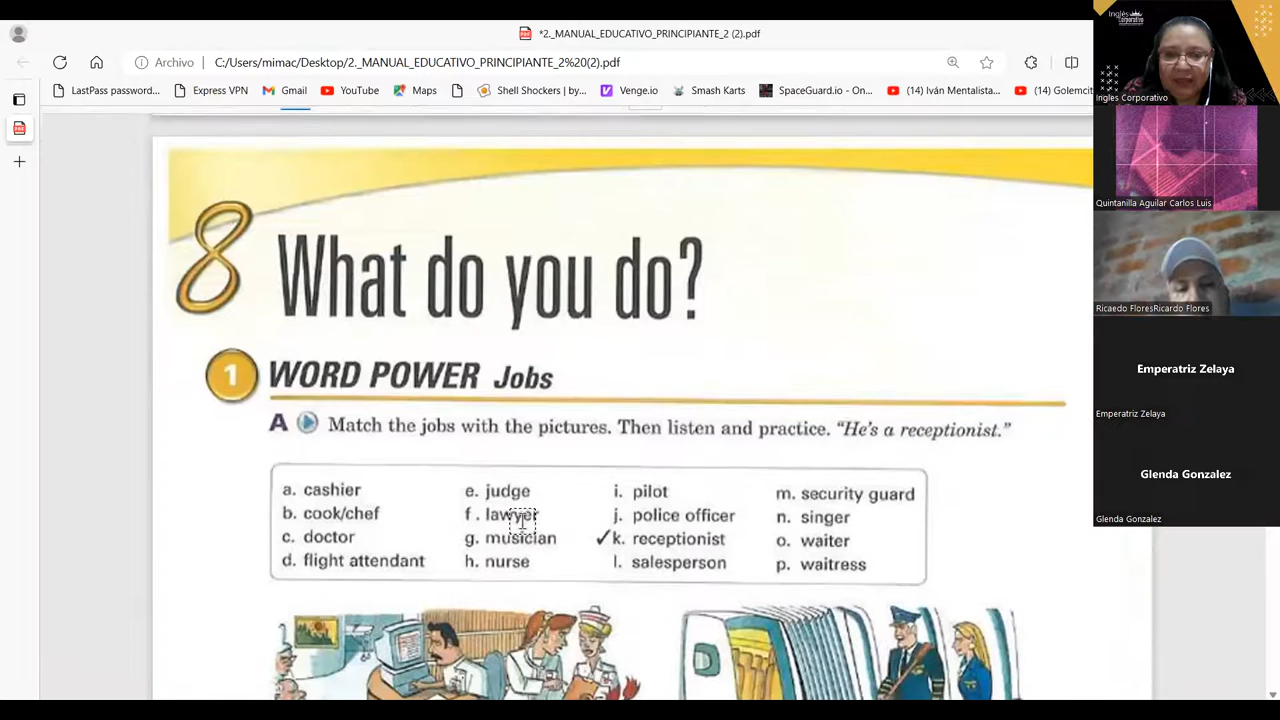 *2._MANUAL_EDUCATIVO_PRINCIPIANTE_2 (2).pdf
Archivo
C:/Users/mimac/Desktop/2._MANUAL_EDUCATIVO_PRINCIPIANTE_2%20(2).pdf
LastPass password...
Express VPN
Gmail
YouTube
Maps
Shell Shockers | by...
Venge.io
Smash Karts
SpaceGuard.io - On...
(14) Iván Mentalista...
(14) Golemcit
8
What do you do?
1 WORD POWER Jobs
A Match the jobs with the pictures. Then listen and practice. “He’s a receptionist.”
a. cashier
b. cook/chef
c. doctor
d. flight attendant
e. judge
f. lawyer
g. musician
h. nurse
i. pilot
j. police officer
✓k. receptionist
l. salesperson
m. security guard
n. singer
o. waiter
p. waitress
Inglés
Corporativo
Ingles Corporativo
Quintanilla Aguilar Carlos Luis
Ricaedo FloresRicardo Flores
Emperatriz Zelaya
Emperatriz Zelaya
Glenda Gonzalez
Glenda Gonzalez